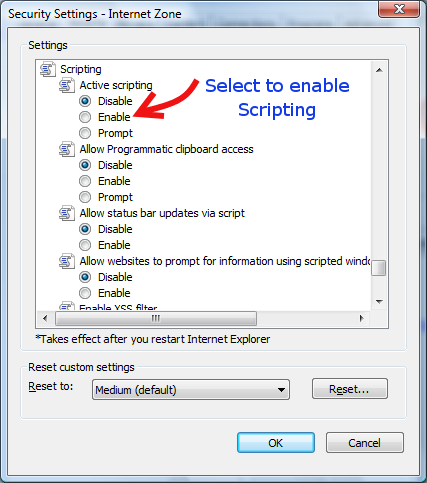 Security Settings - Internet Zone
Settings
Scripting
Active scripting
Disable
Enable
Prompt
Select to enable
Scripting
Allow Programmatic clipboard access
Disable
Enable
Prompt
Allow status bar updates via script
Disable
Enable
Allow websites to prompt for information using scripted windo
Disable
Enable
Enable XSS filter
*Takes effect after you restart Internet Explorer
Reset custom settings
Reset to:
Medium (default)
Reset...
OK
Cancel